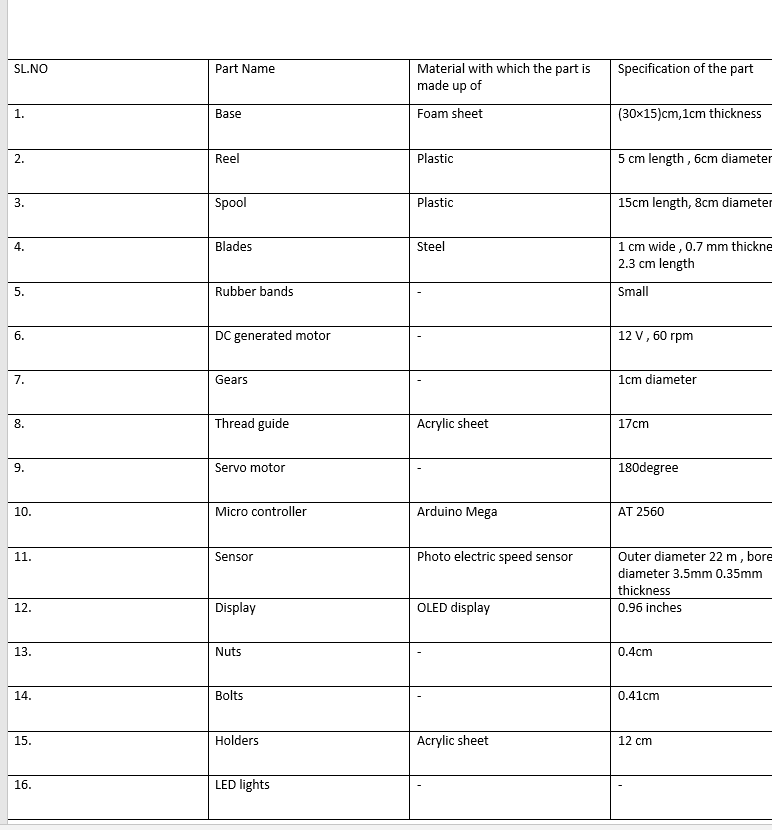 SL.NO Part Name Material with which the part is Specification of the part
made up of
1. Base Foam sheet (30×15)cm,1cm thickness
2. Reel Plastic 5 cm length , 6cm diameter
3. Spool Plastic 15cm length, 8cm diameter
4. Blades Steel 1 cm wide , 0.7 mm thickne
2.3 cm length
5. Rubber bands - Small
6. DC generated motor - 12 V , 60 rpm
7. Gears - 1cm diameter
8. Thread guide Acrylic sheet 17cm
9. Servo motor - 180degree
10. Micro controller Arduino Mega AT 2560
11. Sensor Photo electric speed sensor Outer diameter 22 m , bore
diameter 3.5mm 0.35mm
thickness
12. Display OLED display 0.96 inches
13. Nuts - 0.4cm
14. Bolts - 0.41cm
15. Holders Acrylic sheet 12 cm
16. LED lights - -